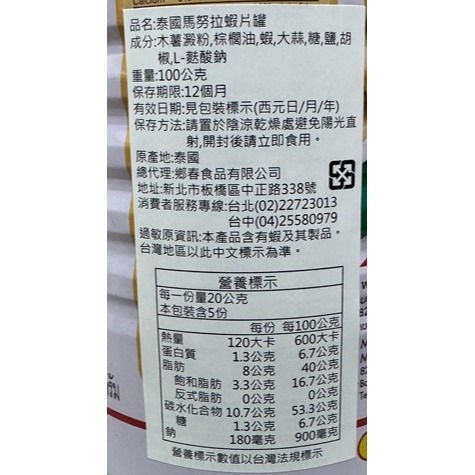 Calcium
品名:泰國馬努拉蝦片罐
成分:木薯澱粉,棕櫚油,蝦,大蒜,糖,鹽,胡
椒,L-麩酸鈉
重量:100公克
保存期限:12個月
有效日期:見包裝標示(西元日/月/年)
保存方法:請置於陰涼乾燥處避免陽光直
射,開封後請立即食用。
原產地:泰國
總代理:鄉春食品有限公司
地址:新北市板橋區中正路338號
消費者服務專線:台北(02)22723013
台中(04)25580979
過敏原資訊:本產品含有蝦及其製品。
台灣地區以此中文標示為準。
營養標示
每一份量20公克
本包裝含5份
每份 每100公克
熱量 120大卡 600大卡
蛋白質 1.3公克 6.7公克
脂肪 8公克 40公克
飽和脂肪 3.3公克 16.7公克
反式脂肪 0公克 0公克
碳水化合物 10.7公克 53.3公克
糖 1.3公克 6.7公克
鈉 180毫克 900毫克
營養標示數值以台灣法規標示